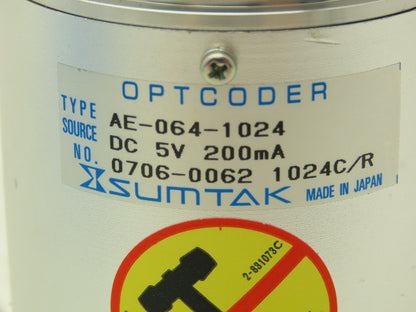 OPTCODER
TYPE AE-064-1024
SOURCE DC 5V 200mA
NO. 0706-0062 1024C/R
SUMTAK MADE IN JAPAN
2-831073C